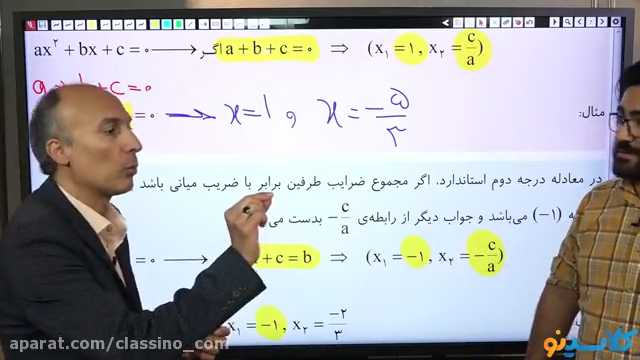 ax² + bx + c = ۰ ⟶ اگر a + b + c = ۰ ⇒ (x₁ = ۱, x₂ = c/a)
c = ۰
مثال:
= ۰ ⟶ x = 1 و x = -۵/۳
در معادله درجه دوم استاندارد، اگر مجموع ضرایب طرفین برابر با ضریب میانی باشد
(-۱) می‌باشد و جواب دیگر از رابطه‌ی -c/a بدست می
= ۰ ⟶ + c = b ⇒ (x₁ = -۱, x₂ = -c/a)
x₁ = -۱, x₂ = -۲/۳
aparat.com/classino_com
کلاسینو